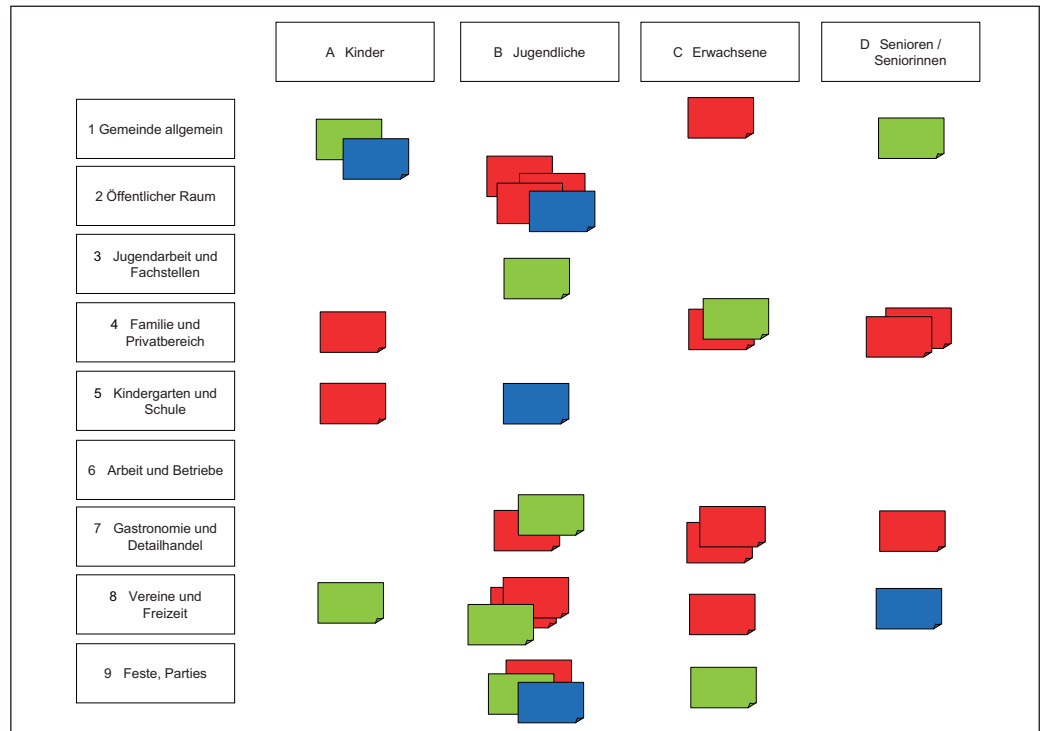 A Kinder
B Jugendliche
C Erwachsene
D Senioren /
Seniorinnen
1 Gemeinde allgemein
2 Öffentlicher Raum
3 Jugendarbeit und
Fachstellen
4 Familie und
Privatbereich
5 Kindergarten und
Schule
6 Arbeit und Betriebe
7 Gastronomie und
Detailhandel
8 Vereine und
Freizeit
9 Feste, Parties